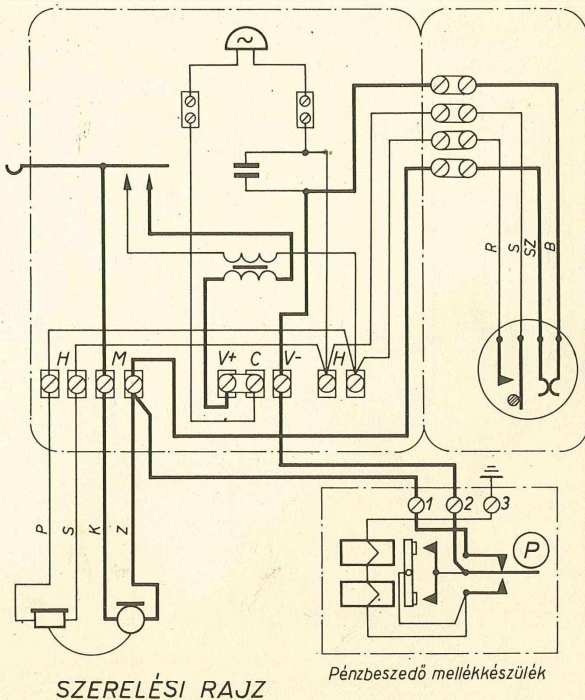 ~
R S SZ B
H M V+ C V- H
P S K Z
1 2 3
P
SZERELÉSI RAJZ
Pénzbeszedő mellékkészülék